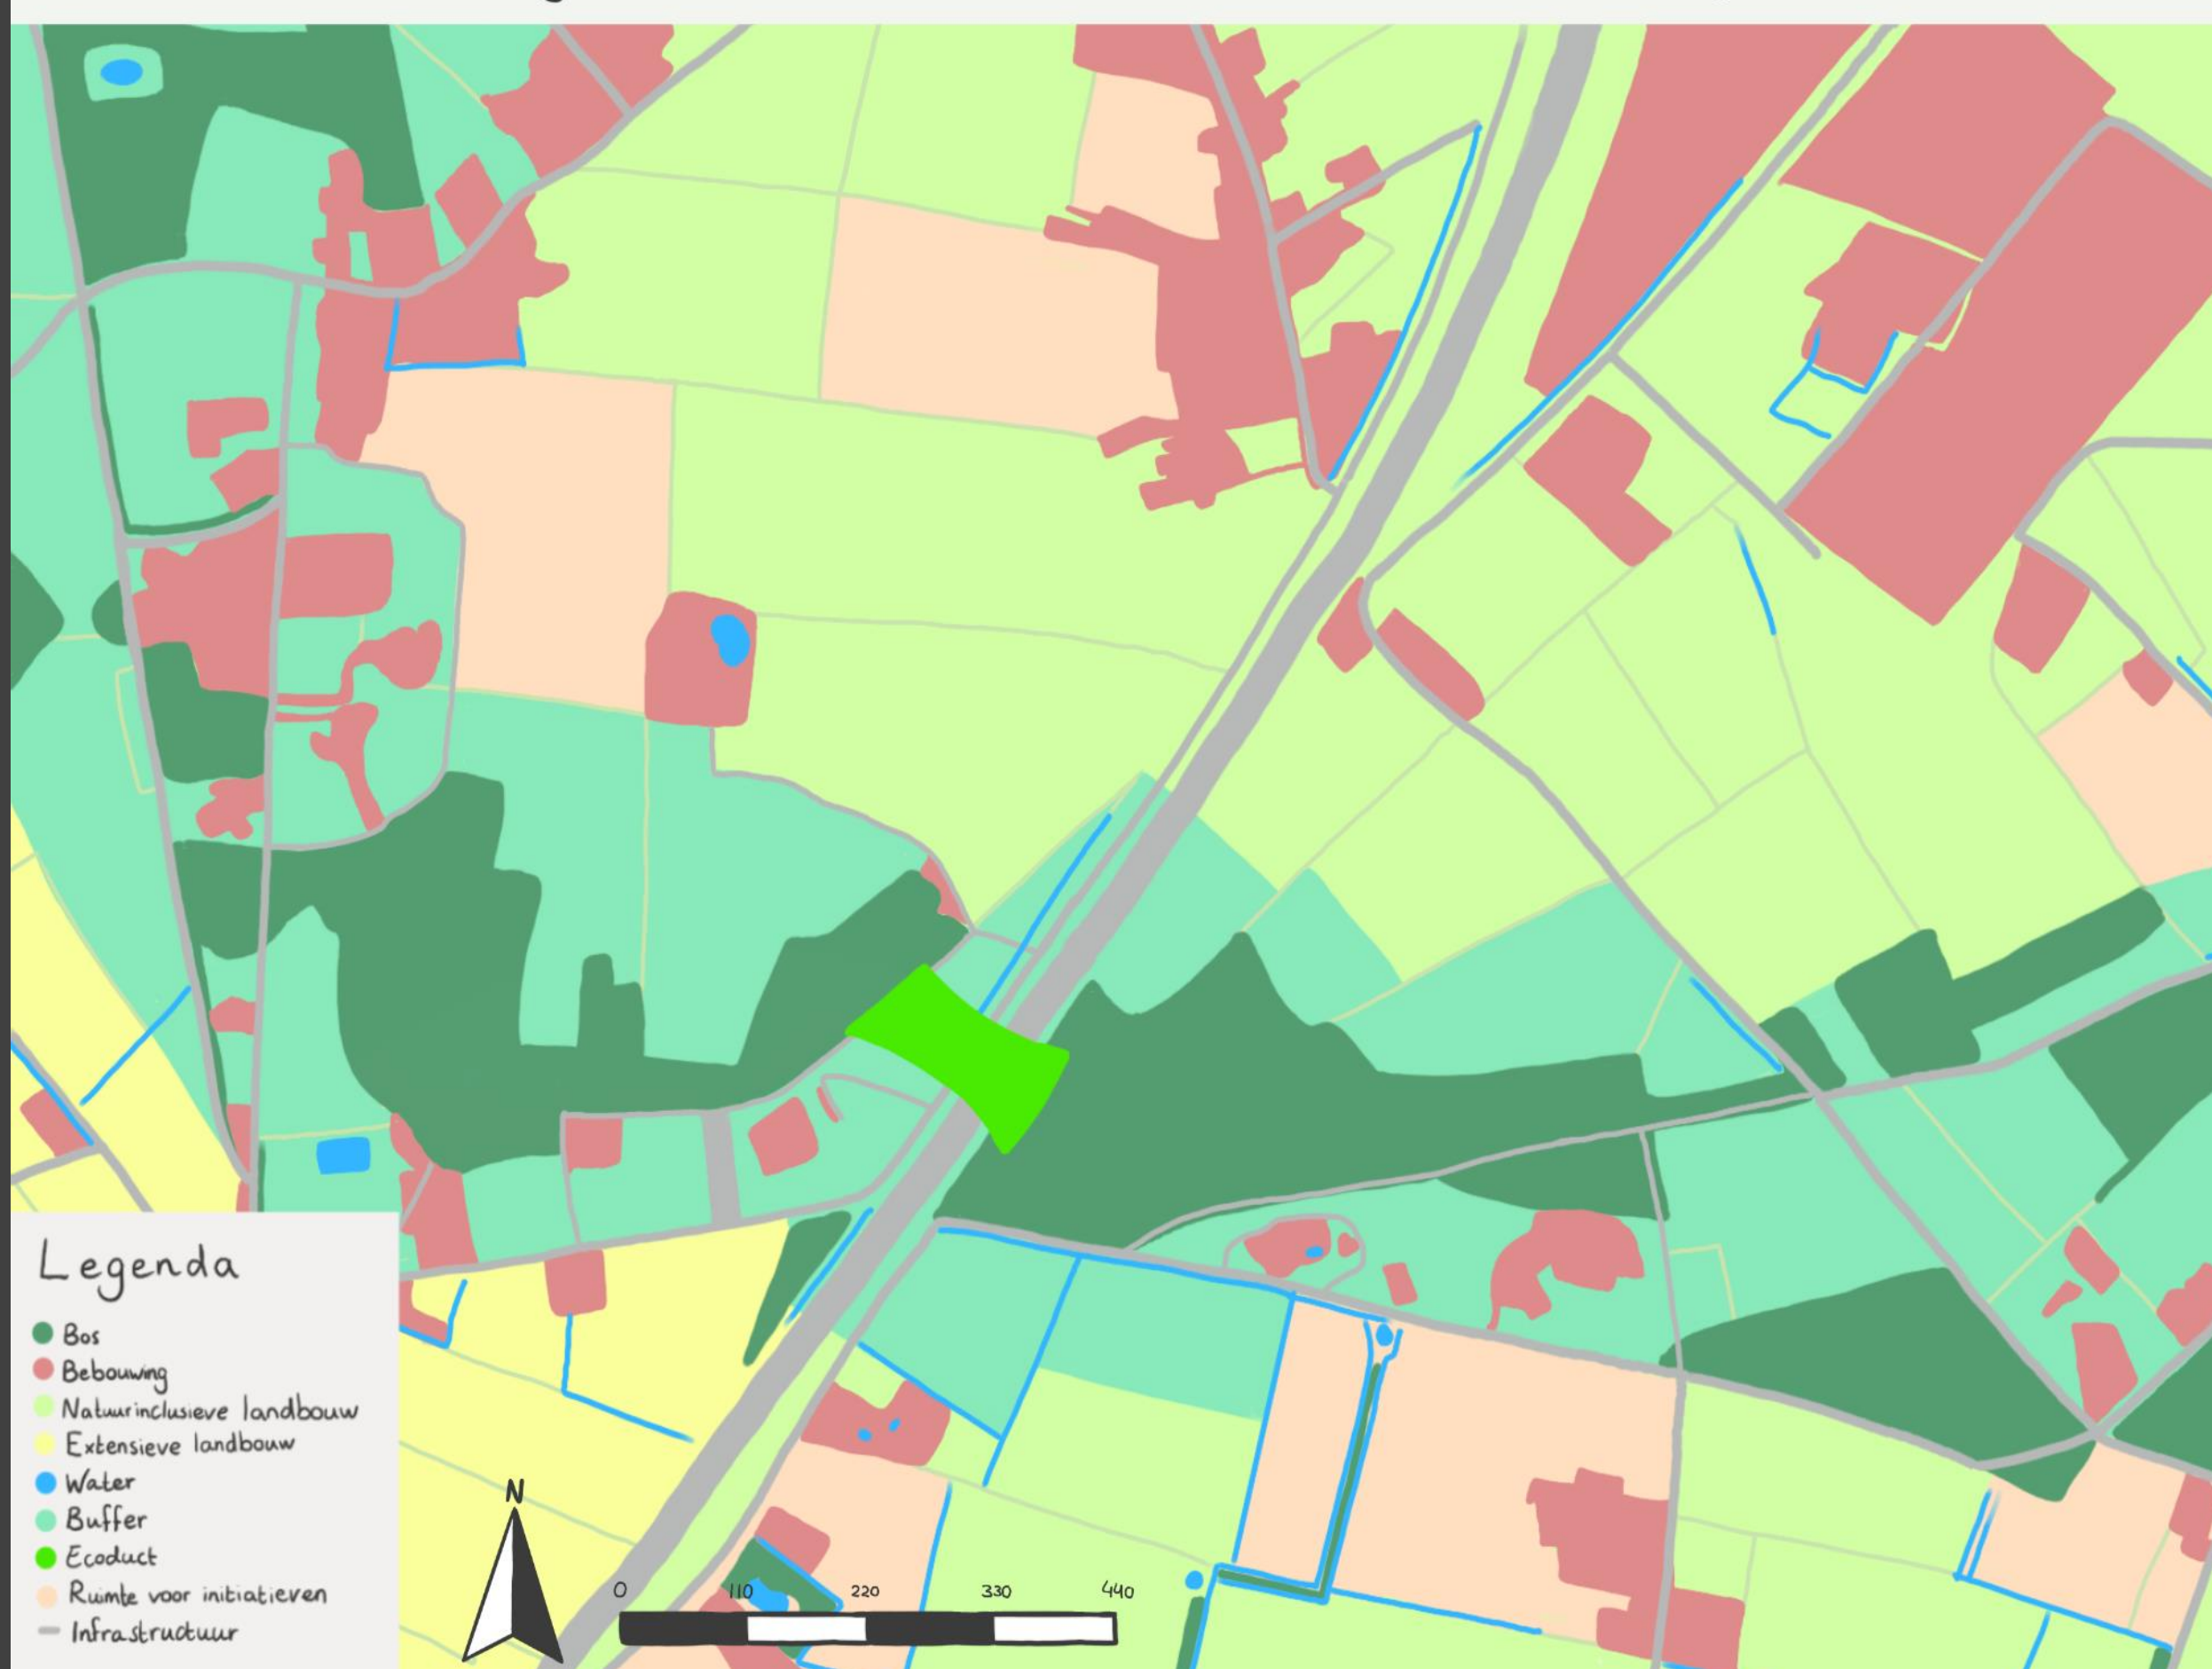 Legenda
Bos
Bebouwing
Natuurinclusieve landbouw
Extensieve landbouw
Water
Buffer
Ecoduct
Ruimte voor initiatieven
Infrastructuur
N
0 110 220 330 440